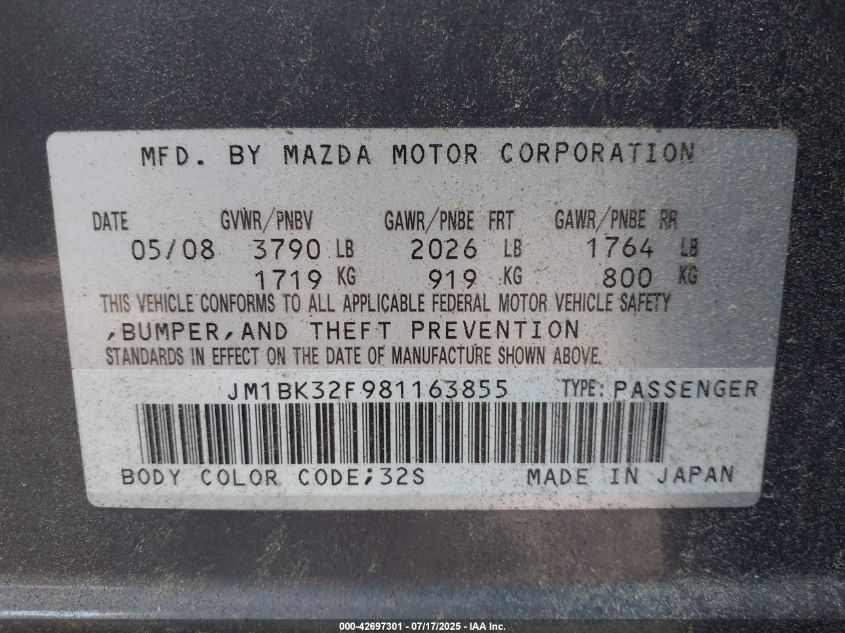 MFD. BY MAZDA MOTOR CORPORATION
DATE GVWR/PNBV GAWR/PNBE FRT GAWR/PNBE RR
05/08 3790 LB 2026 LB 1764 LB
1719 KG 919 KG 800 KG
THIS VEHICLE CONFORMS TO ALL APPLICABLE FEDERAL MOTOR VEHICLE SAFETY
,BUMPER,AND THEFT PREVENTION
STANDARDS IN EFFECT ON THE DATE OF MANUFACTURE SHOWN ABOVE.
JM1BK32F981163855 TYPE: PASSENGER
BODY COLOR CODE;32S MADE IN JAPAN
000-42697301 - 07/17/2025 - IAA Inc.